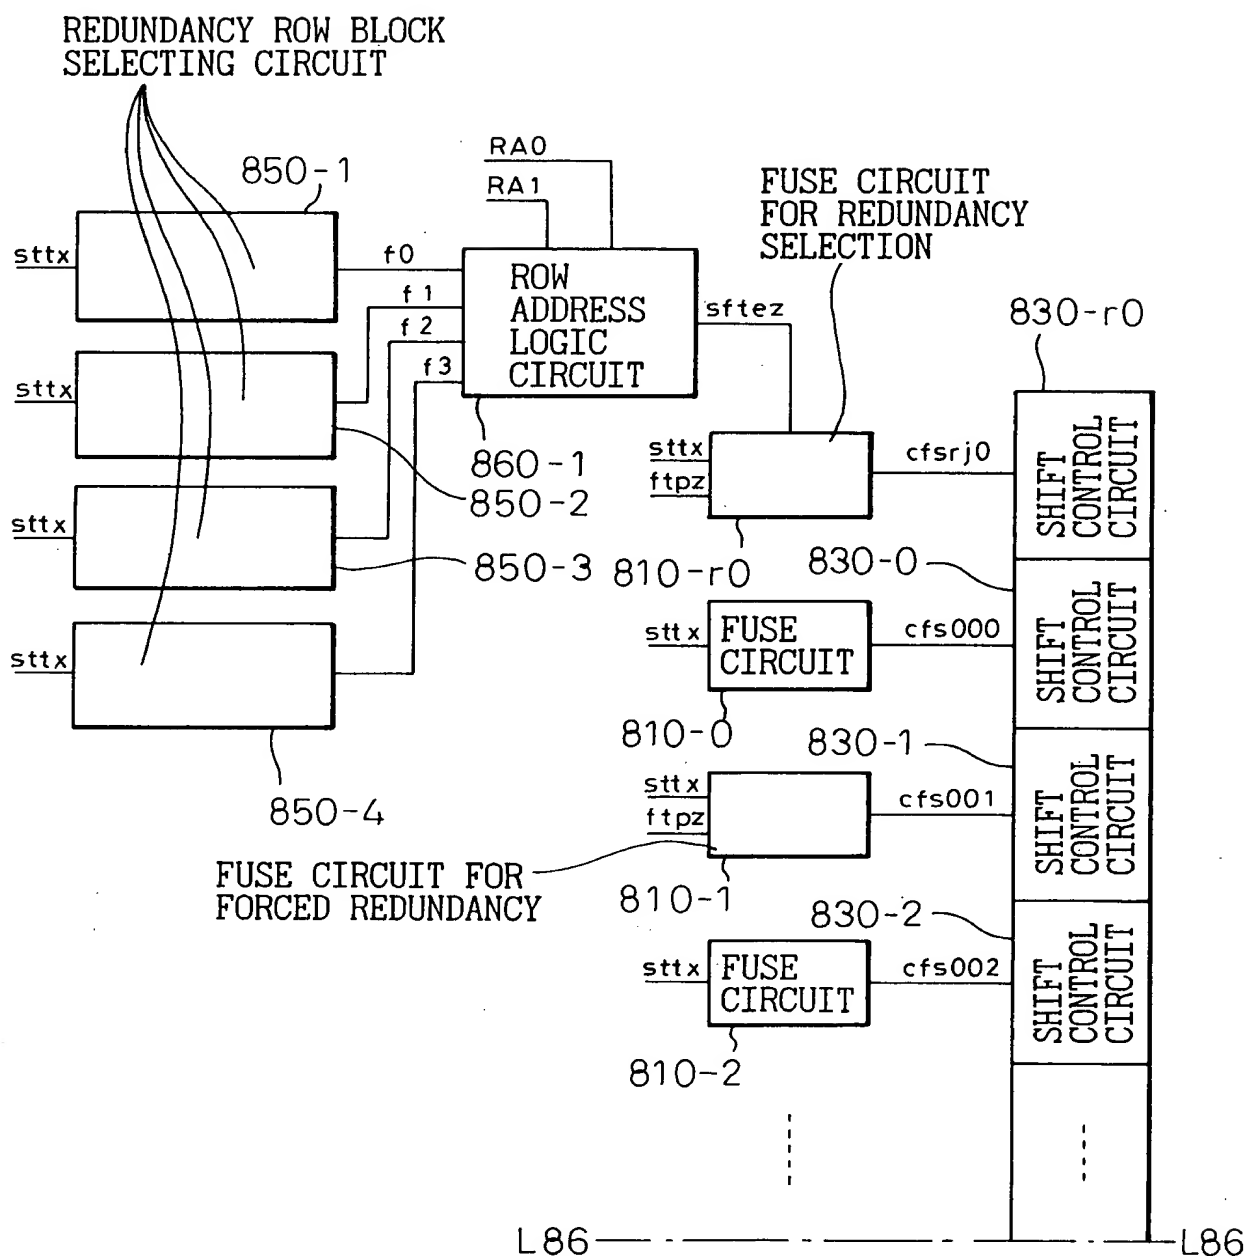 REDUNDANCY ROW BLOCK
SELECTING CIRCUIT
850-1
sttx
f0
RA0
RA1
ROW
ADDRESS
LOGIC
CIRCUIT
sftez
FUSE CIRCUIT
FOR REDUNDANCY
SELECTION
830-r0
f1
f2
f3
sttx
860-1
850-2
sttx
850-3
sttx
850-4
sttx
ftpz
cfsrj0
810-r0
SHIFT
CONTROL
CIRCUIT
830-0
sttx
FUSE
CIRCUIT
cfs000
810-0
SHIFT
CONTROL
CIRCUIT
830-1
sttx
ftpz
cfs001
810-1
FUSE CIRCUIT FOR
FORCED REDUNDANCY
SHIFT
CONTROL
CIRCUIT
830-2
sttx
FUSE
CIRCUIT
cfs002
810-2
SHIFT
CONTROL
CIRCUIT
L86
L86